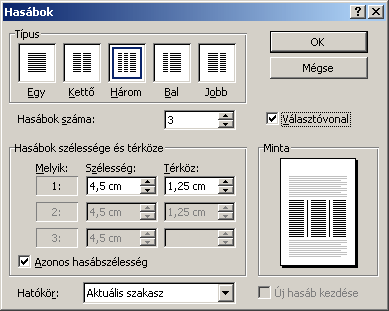 Hasábok
Típus
Egy Kettő Három Bal Jobb
OK
Mégse
Hasábok száma: 3
Választóvonal
Hasábok szélessége és térköze
Melyik: Szélesség: Térköz:
1: 4,5 cm 1,25 cm
2: 4,5 cm 1,25 cm
3: 4,5 cm
Azonos hasábszélesség
Minta
Hatókör: Aktuális szakasz
Új hasáb kezdése